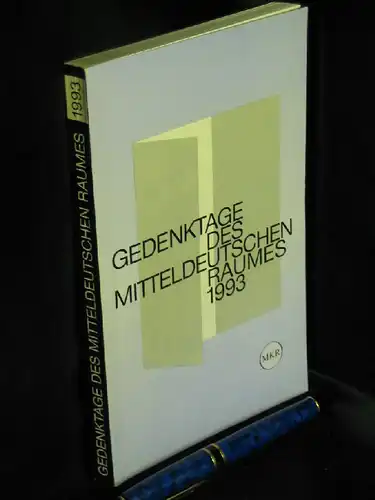 GEDENKTAGE DES MITTELDEUTSCHEN RAUMES 1993
GEDENKTAGE
DES
MITTELDEUTSCHEN
RAUMES
1993
MKR